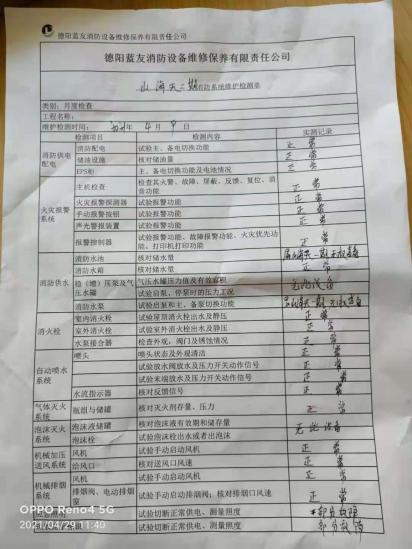 德阳蓝友消防设备维修保养有限责任公司
德阳蓝友消防设备维修保养有限责任公司
山海天二期消防系统维护检测单
类别：月度检查
工程名称：
维护检测时间： 年 4 月 9 日
检测项目 检测内容 实测记录
消防供电配电 消防配电 试验主、备电切换功能 正常
储油设施 核对储油量 正常
EPS柜 主、备电切换功能及电池情况 正常
火灾报警系统 主机检查 检查其火警、故障、屏蔽、反馈、复位、消音功能 正常
火灾报警探测器 试验报警功能 正常
手动报警按钮 试验报警功能 正常
声光警报装置 试验报警功能 正常
报警控制器 试验报警功能、故障报警功能、火灾优先功能、打印机打印功能 正常
消防供水 消防水池 核对储水量
消防水箱 核对储水量 正常
稳（增）压泵及气压水罐 气压水罐压力值及有效容积 无此设备
试验启泵、停泵时的压力工况
消防水泵 试验启泵和主、备泵切换功能
消火栓 室内消火栓 试验屋顶消火栓出水及静压 正常
室外消火栓 试验室外消火栓出水及静压 正常
水泵接合器 检查外观，阀门及锈蚀情况 正常
自动喷水系统 喷头 喷头状态及外观清洁 正常
试验放水阀放水及压力开关动作信号 正常
试验末端放水及压力开关动作信号 正常
水流指示器 核对反馈信号 正常
气体灭火系统 瓶组与储罐 核对灭火剂存量、压力 正常
泡沫灭火系统 泡沫液储罐 核对泡沫液有效期和储存量 无此设备
泡沫栓 试验泡沫栓出水或者出泡沫
机械加压送风系统 风机 试验手动启动风机 正常
给风口 核对送风口风速 正常
机械排烟系统 风机 试验手动启动风机 正常
排烟阀、电动排烟窗 试验手动启动排烟阀；核对排烟口风速 正常
试验切断正常供电、测量照度 部分故障
试验切断正常供电、测量照度 部分故障
OPPO Reno4 5G
2021/04/29 11:40